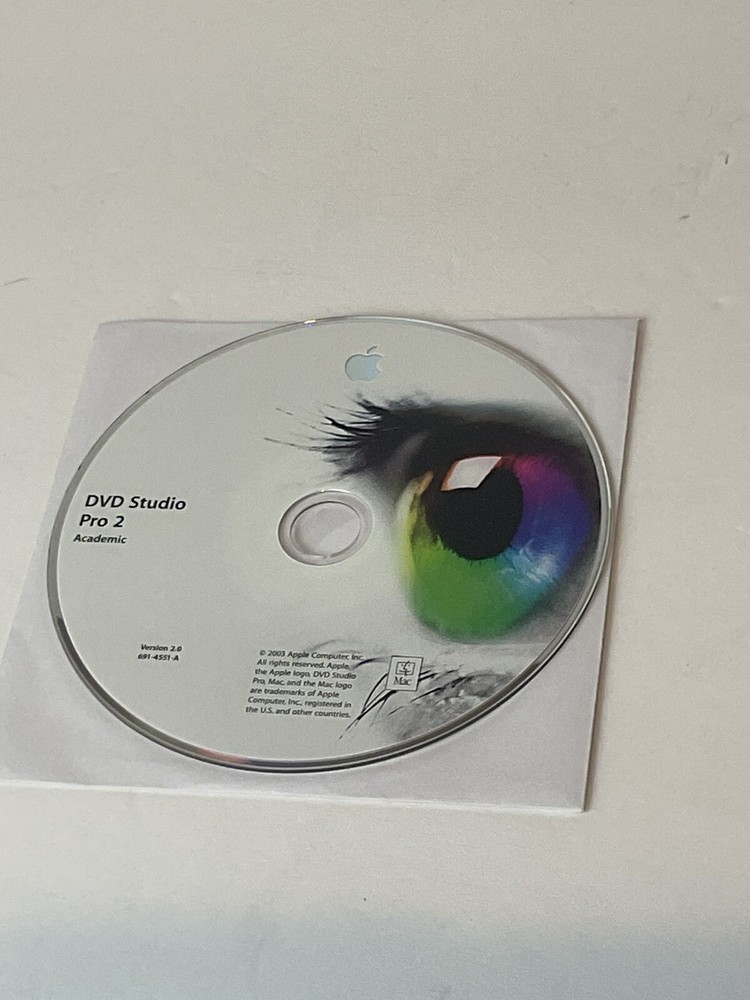 DVD Studio
Pro 2
Academic
Version 2.0
691-4551-A
© 2003 Apple Computer, Inc.
All rights reserved. Apple,
the Apple logo, DVD Studio
Pro, Mac, and the Mac logo
are trademarks of Apple
Computer, Inc., registered in
the U.S. and other countries.
Mac